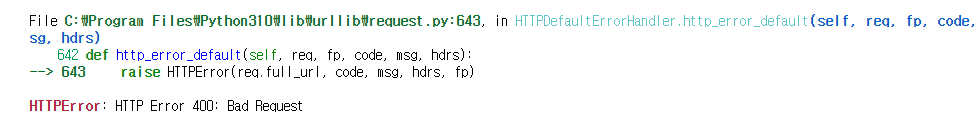 File C:₩Program Files₩Python310₩lib₩urllib₩request.py:643, in HTTPDefaultErrorHandler.http_error_default(self, req, fp, code,
sg, hdrs)
642 def http_error_default(self, req, fp, code, msg, hdrs):
--> 643 raise HTTPError(req.full_url, code, msg, hdrs, fp)
HTTPError: HTTP Error 400: Bad Request